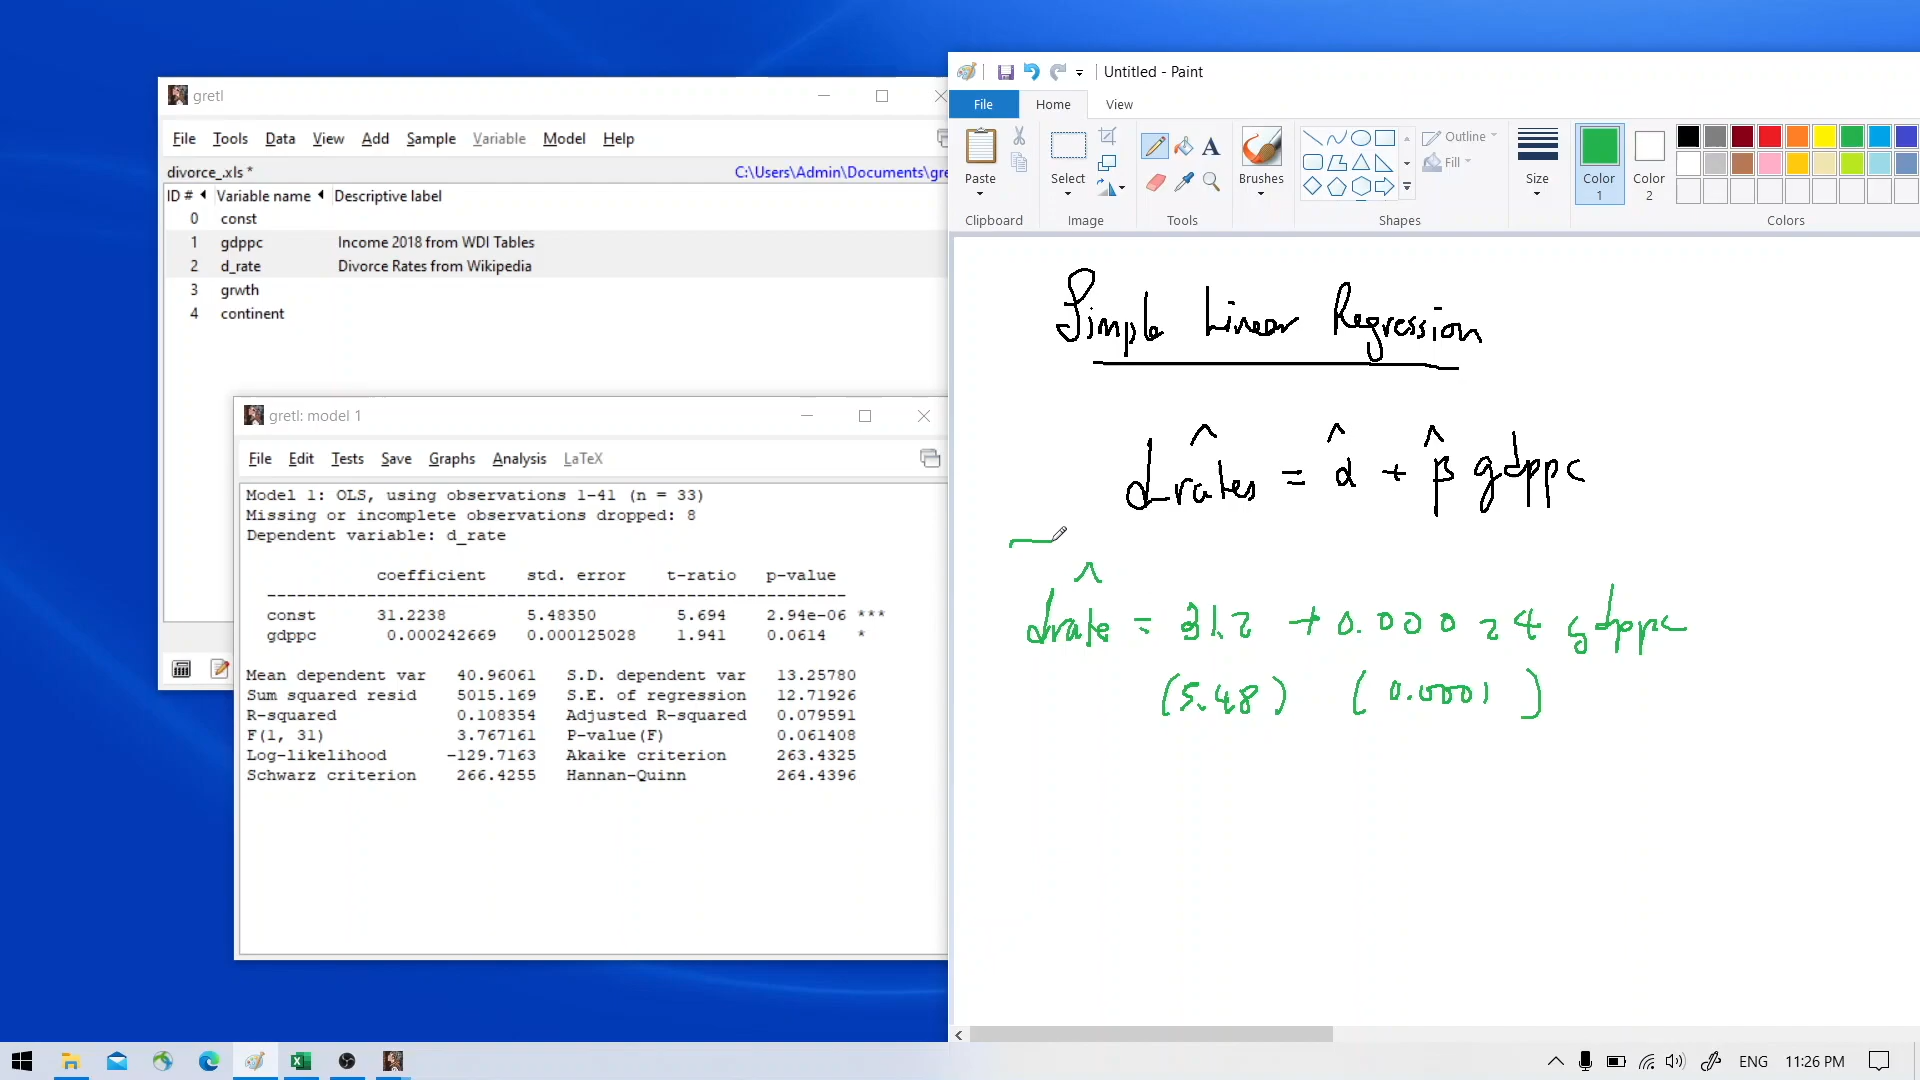 gretl
File Tools Data View Add Sample Variable Model Help
divorce_.xls * C:\Users\Admin\Documents\gre
ID # Variable name Descriptive label
0 const
1 gdppc Income 2018 from WDI Tables
2 d_rate Divorce Rates from Wikipedia
3 grwth
4 continent
gretl: model 1
File Edit Tests Save Graphs Analysis LaTeX
Model 1: OLS, using observations 1-41 (n = 33)
Missing or incomplete observations dropped: 8
Dependent variable: d_rate
coefficient std. error t-ratio p-value
const 31.2238 5.48350 5.694 2.94e-06 ***
gdppc 0.000242669 0.000125028 1.941 0.0614 *
Mean dependent var 40.96061 S.D. dependent var 13.25780
Sum squared resid 5015.169 S.E. of regression 12.71926
R-squared 0.108354 Adjusted R-squared 0.079591
F(1, 31) 3.767161 P-value(F) 0.061408
Log-likelihood -129.7163 Akaike criterion 263.4325
Schwarz criterion 266.4255 Hannan-Quinn 264.4396
Untitled - Paint
File Home View
Paste Select Brushes Outline Fill Size Color 1 Color 2
Clipboard Image Tools Shapes Colors
Simple Linear Regression
d_rateŝ = α̂ + β̂ gdppc
d_ratê = 31.2 + 0.00024 gdppc
(5.48) (0.0001)
ENG 11:26 PM